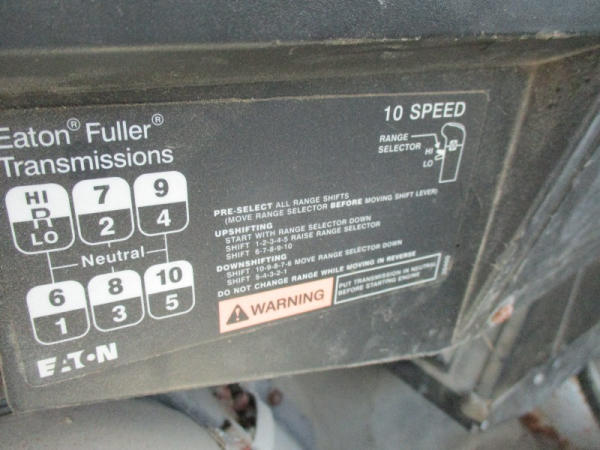 Eaton® Fuller®
Transmissions
HI
R
LO
7
2
9
4
Neutral
6
1
8
3
10
5
EATON
10 SPEED
RANGE
SELECTOR
HI
LO
PRE-SELECT ALL RANGE SHIFTS
(MOVE RANGE SELECTOR BEFORE MOVING SHIFT LEVER)
UPSHIFTING
START WITH RANGE SELECTOR DOWN
SHIFT 1-2-3-4-5 RAISE RANGE SELECTOR
SHIFT 6-7-8-9-10
DOWNSHIFTING
SHIFT 10-9-8-7-6 MOVE RANGE SELECTOR DOWN
SHIFT 5-4-3-2-1
DO NOT CHANGE RANGE WHILE MOVING IN REVERSE
WARNING
PUT TRANSMISSION IN NEUTRAL
BEFORE STARTING ENGINE